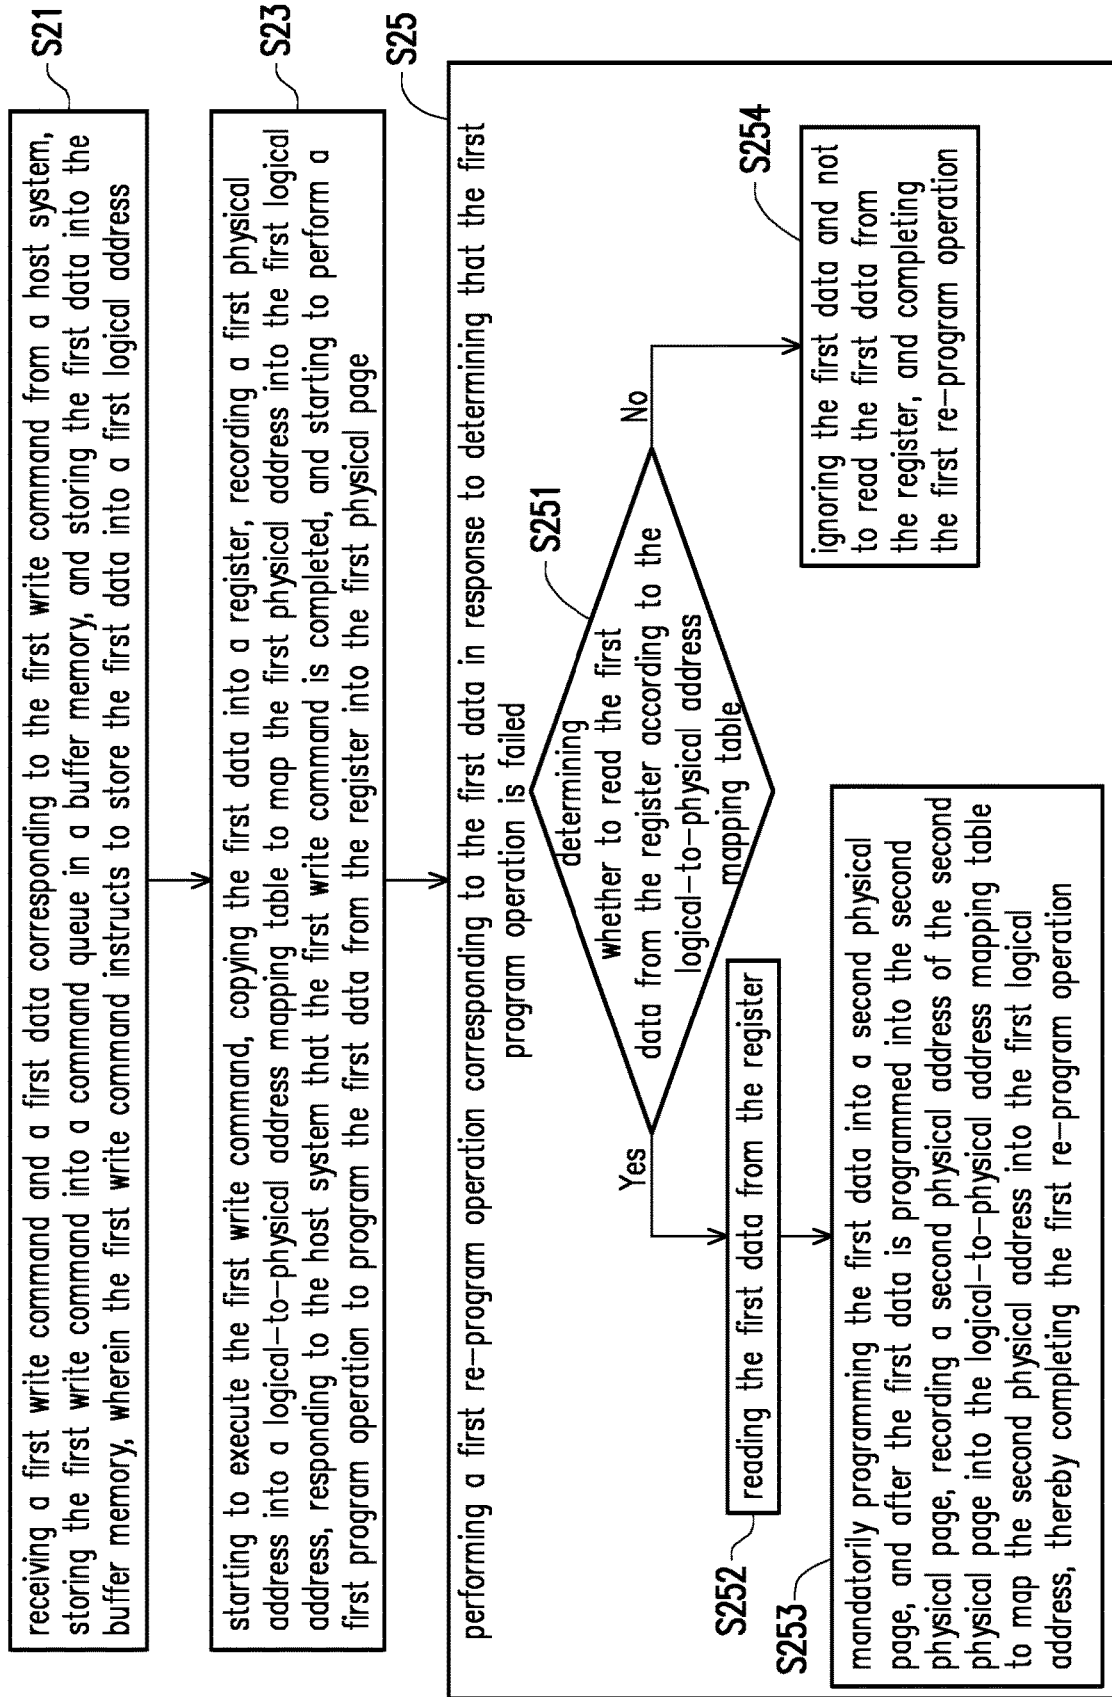 S21
receiving a first write command and a first data corresponding to the first write command from a host system,
storing the first write command into a command queue in a buffer memory, and storing the first data into the
buffer memory, wherein the first write command instructs to store the first data into a first logical address
S23
starting to execute the first write command, copying the first data into a register, recording a first physical
address into a logical-to-physical address mapping table to map the first physical address into the first logical
address, responding to the host system that the first write command is completed, and starting to perform a
first program operation to program the first data from the register into the first physical page
S25
performing a first re-program operation corresponding to the first data in response to determining that the first
program operation is failed
S251
determining
whether to read the first
data from the register according to the
logical-to-physical address
mapping table
Yes
No
S252
reading the first data from the register
S253
mandatorily programming the first data into a second physical
page, and after the first data is programmed into the second
physical page, recording a second physical address of the second
physical page into the logical-to-physical address mapping table
to map the second physical address into the first logical
address, thereby completing the first re-program operation
S254
ignoring the first data and not
to read the first data from
the register, and completing
the first re-program operation